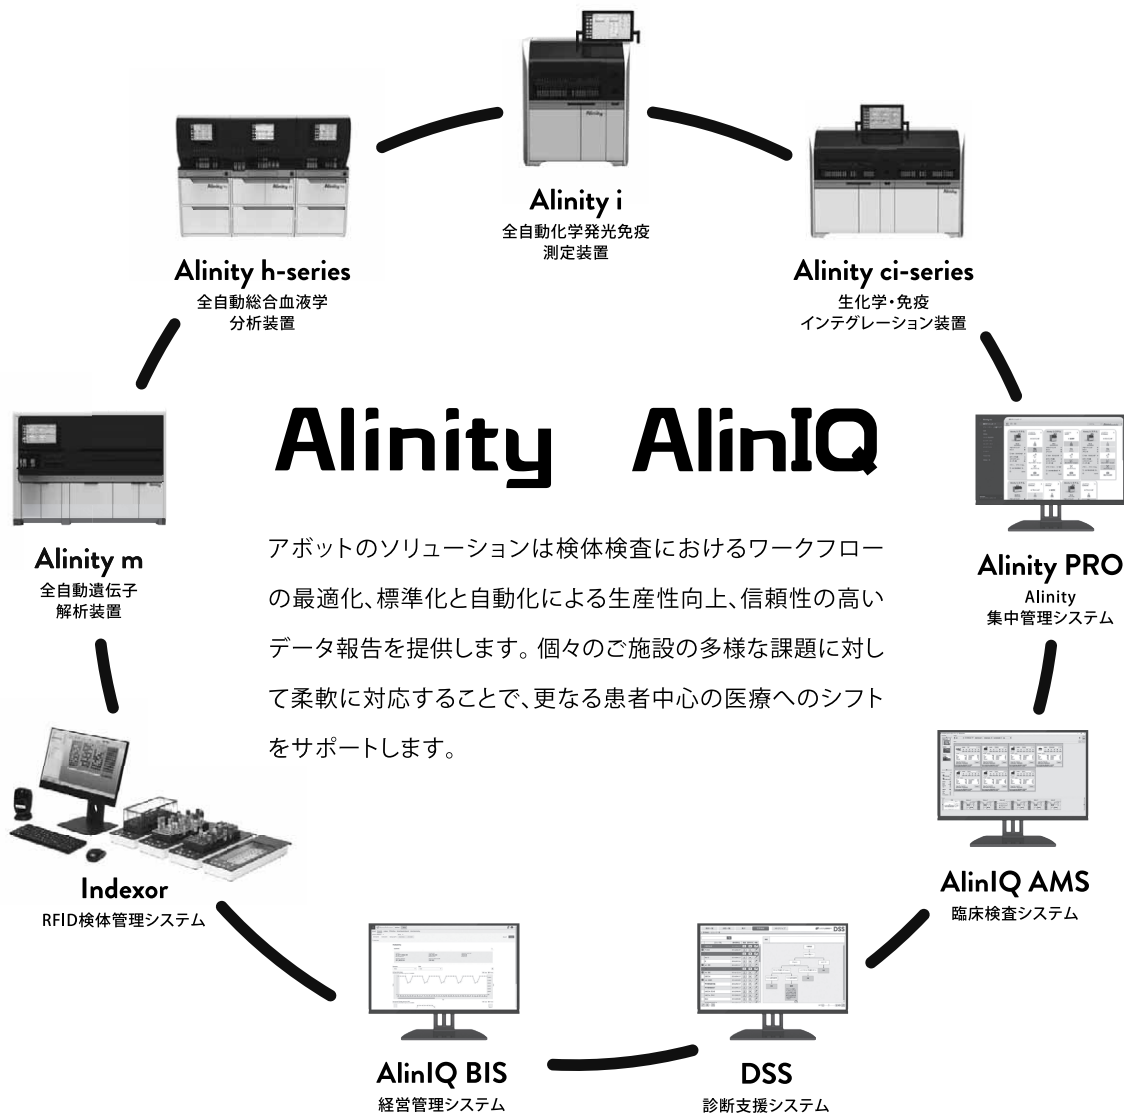 Alinity i
全自動化学発光免疫
測定装置
Alinity h-series
全自動総合血液学
分析装置
Alinity ci-series
生化学・免疫
インテグレーション装置
Alinity AlinIQ
アボットのソリューションは検体検査におけるワークフロー
の最適化、標準化と自動化による生産性向上、信頼性の高い
データ報告を提供します。個々のご施設の多様な課題に対し
て柔軟に対応することで、更なる患者中心の医療へのシフト
をサポートします。
Alinity m
全自動遺伝子
解析装置
Alinity PRO
Alinity
集中管理システム
Indexor
RFID検体管理システム
AlinIQ AMS
臨床検査システム
DSS
AlinIQ BIS
経営管理システム
DSS
診断支援システム